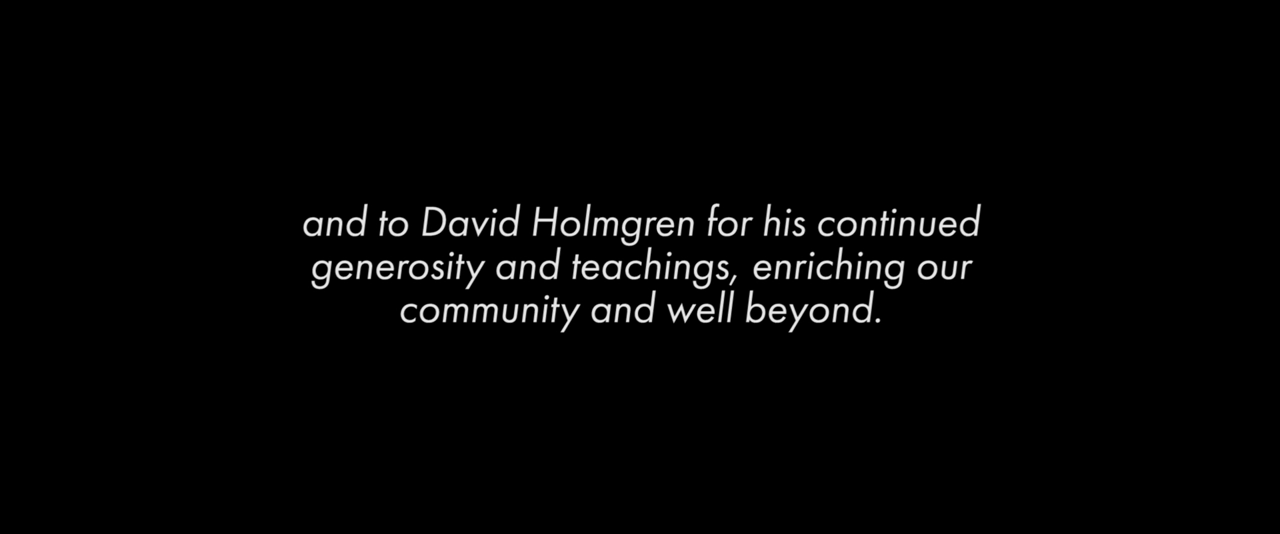 and to David Holmgren for his continued
generosity and teachings, enriching our
community and well beyond.